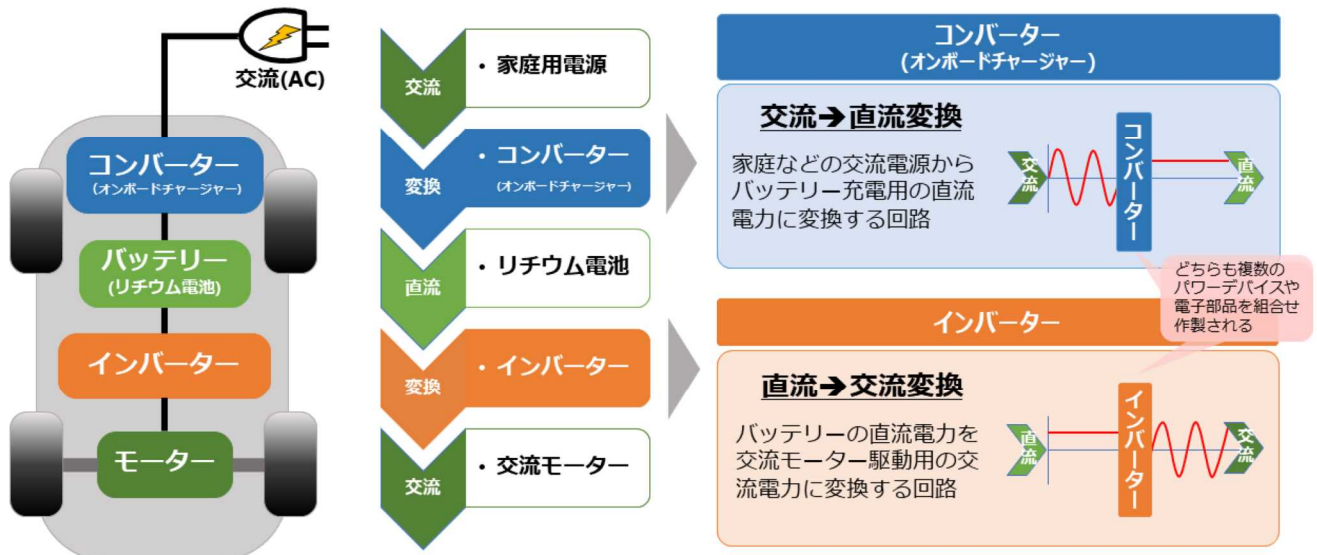 交流(AC)
コンバーター
(オンボードチャージャー)
バッテリー
(リチウム電池)
インバーター
モーター
交流
・家庭用電源
変換
・コンバーター
(オンボードチャージャー)
直流
・リチウム電池
変換
・インバーター
交流
・交流モーター
コンバーター
(オンボードチャージャー)
交流➔直流変換
家庭などの交流電源から
バッテリー充電用の直流
電力に変換する回路
交流
コンバーター
直流
どちらも複数の
パワーデバイスや
電子部品を組合せ
作製される
インバーター
直流➔交流変換
バッテリーの直流電力を
交流モーター駆動用の交
流電力に変換する回路
直流
インバーター
交流